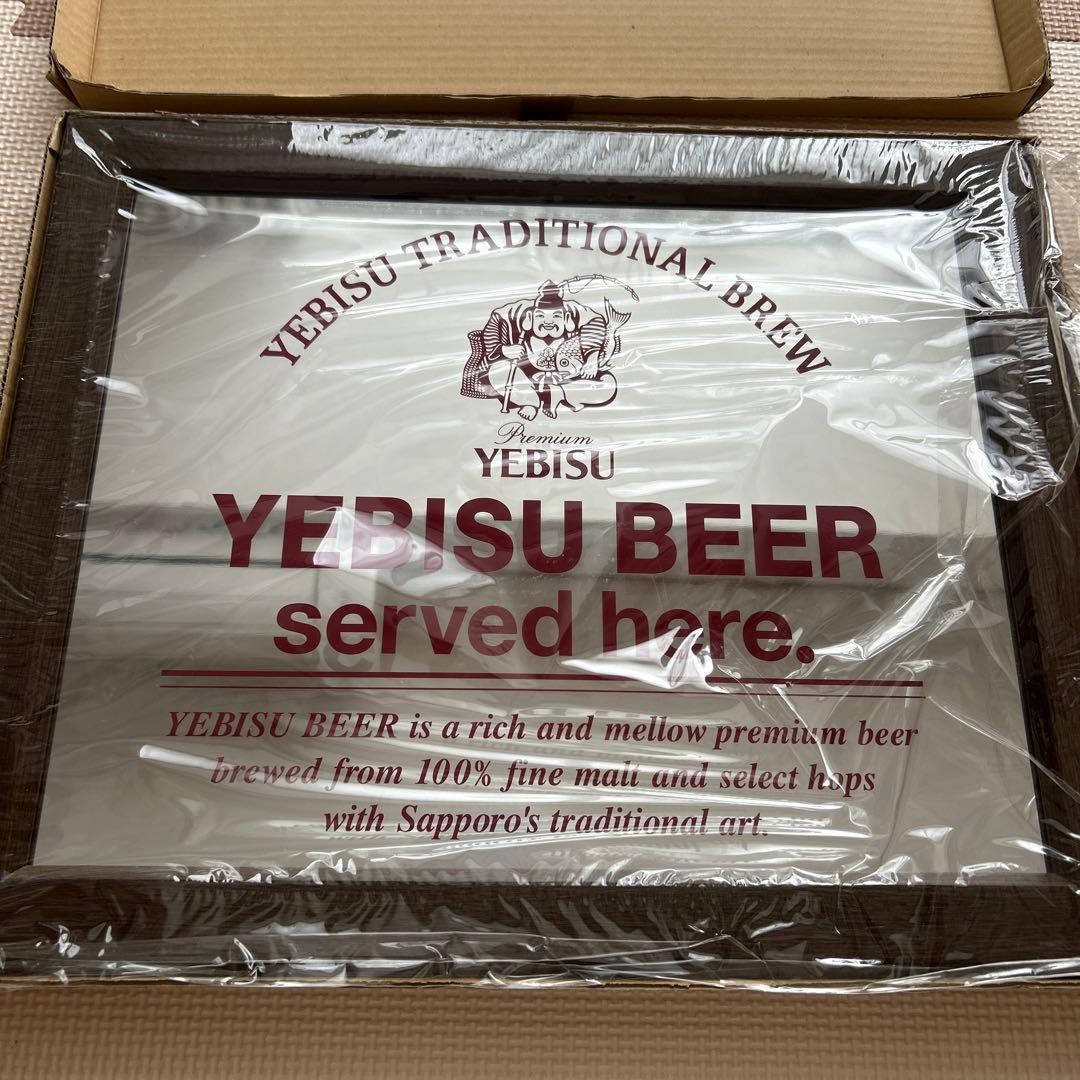 YEBISU TRADITIONAL BREW
Premium
YEBISU
YEBISU BEER
served here.
YEBISU BEER is a rich and mellow premium beer
brewed from 100% fine malt and select hops
with Sapporo's traditional art.